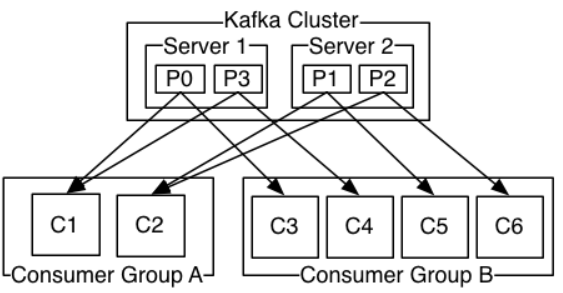 Kafka Cluster
Server 1 Server 2
P0 P3 P1 P2
C1 C2 C3 C4 C5 C6
Consumer Group A Consumer Group B